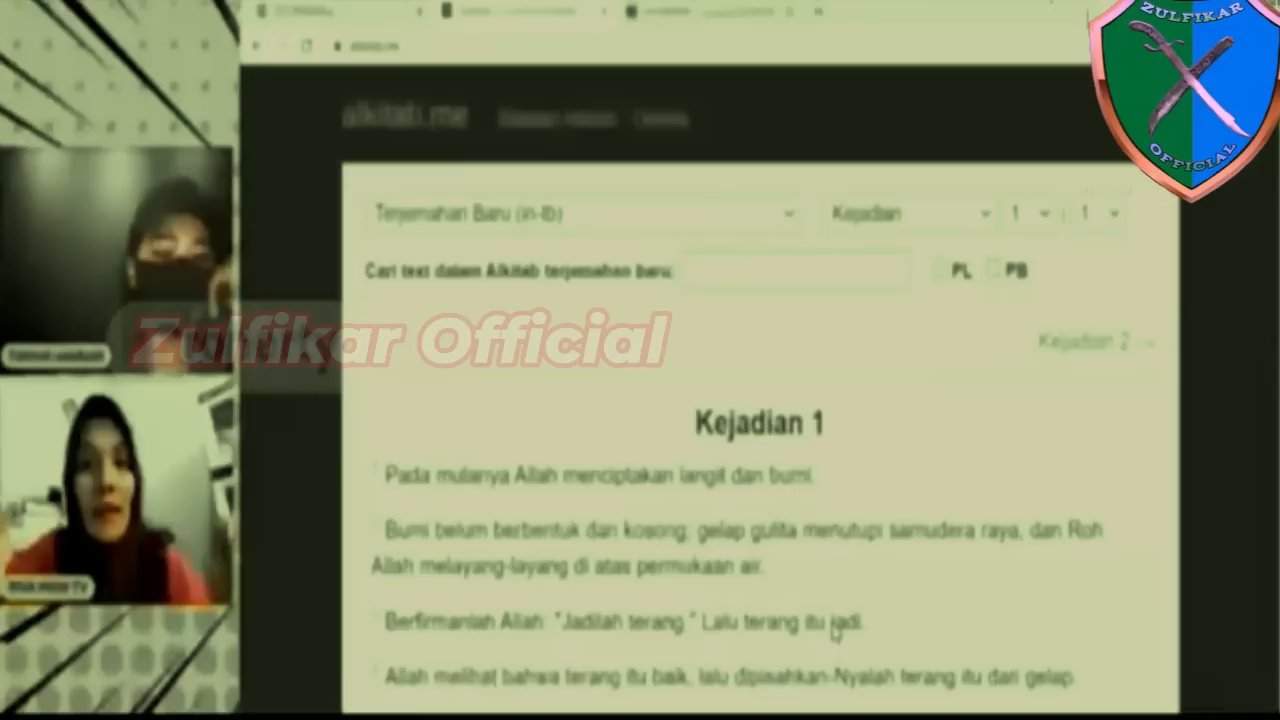 ZULFIKAR
OFFICIAL
alkitab.me
Terjemahan Baru (in-tb)
Kejadian
1
:
1
Cari text dalam Alkitab terjemahan baru:
PL
PB
Zulfikar Official
Kejadian 2
Kejadian 1
Pada mulanya Allah menciptakan langit dan bumi.
Bumi belum berbentuk dan kosong; gelap gulita menutupi samudera raya, dan Roh
Allah melayang-layang di atas permukaan air.
Berfirmanlah Allah: "Jadilah terang." Lalu terang itu jadi.
Allah melihat bahwa terang itu baik, lalu dipisahkan-Nyalah terang itu dari gelap.